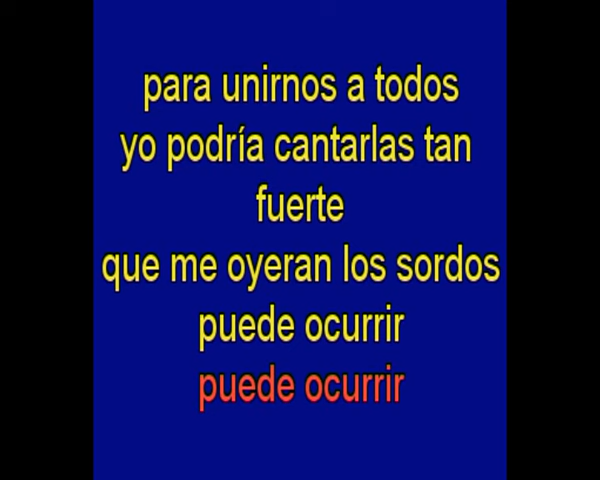 para unirnos a todos
yo podría cantarlas tan
fuerte
que me oyeran los sordos
puede ocurrir
puede ocurrir